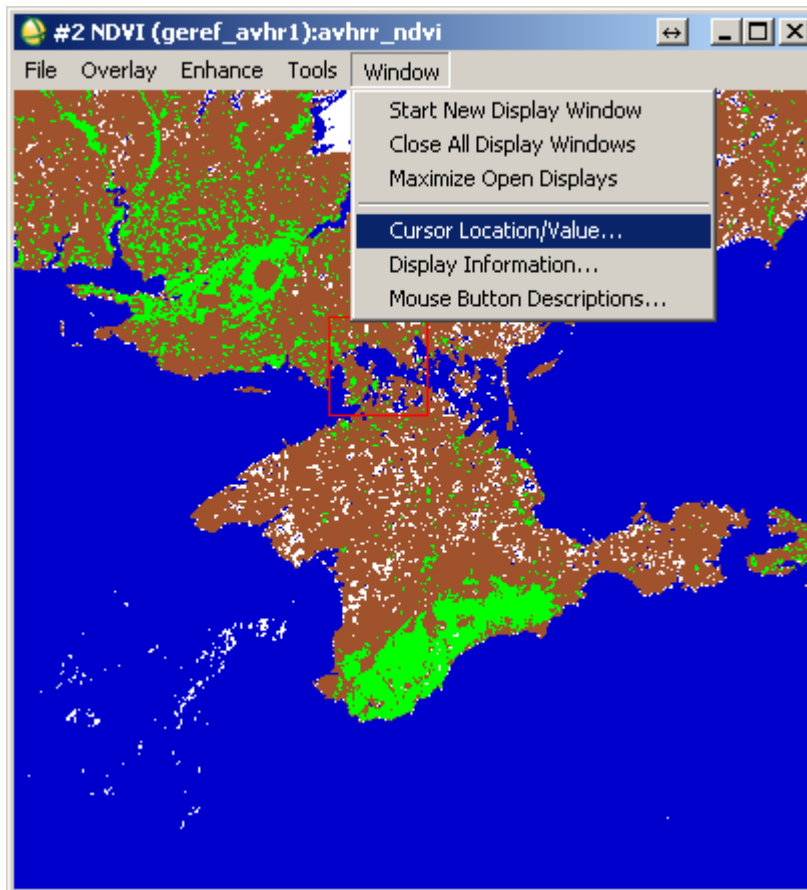 #2 NDVI (geref_avhr1):avhrr_ndvi
File Overlay Enhance Tools Window
Start New Display Window
Close All Display Windows
Maximize Open Displays
Cursor Location/Value...
Display Information...
Mouse Button Descriptions...